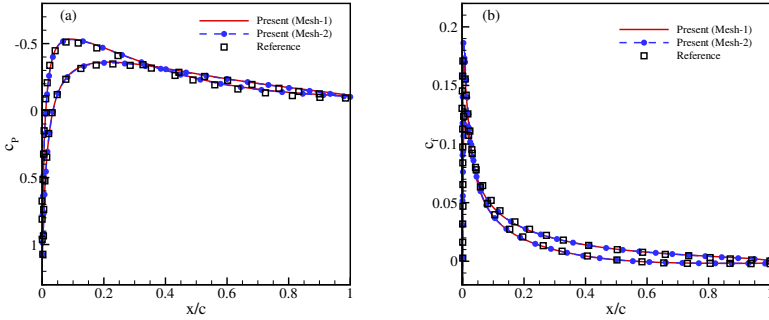 (a)
Present (Mesh-1)
Present (Mesh-2)
Reference
-0.5
0
0.5
1
c_p
0
0.2
0.4
0.6
0.8
1
x/c
(b)
Present (Mesh-1)
Present (Mesh-2)
Reference
0.2
0.15
0.1
0.05
0
c_f
0
0.2
0.4
0.6
0.8
1
x/c